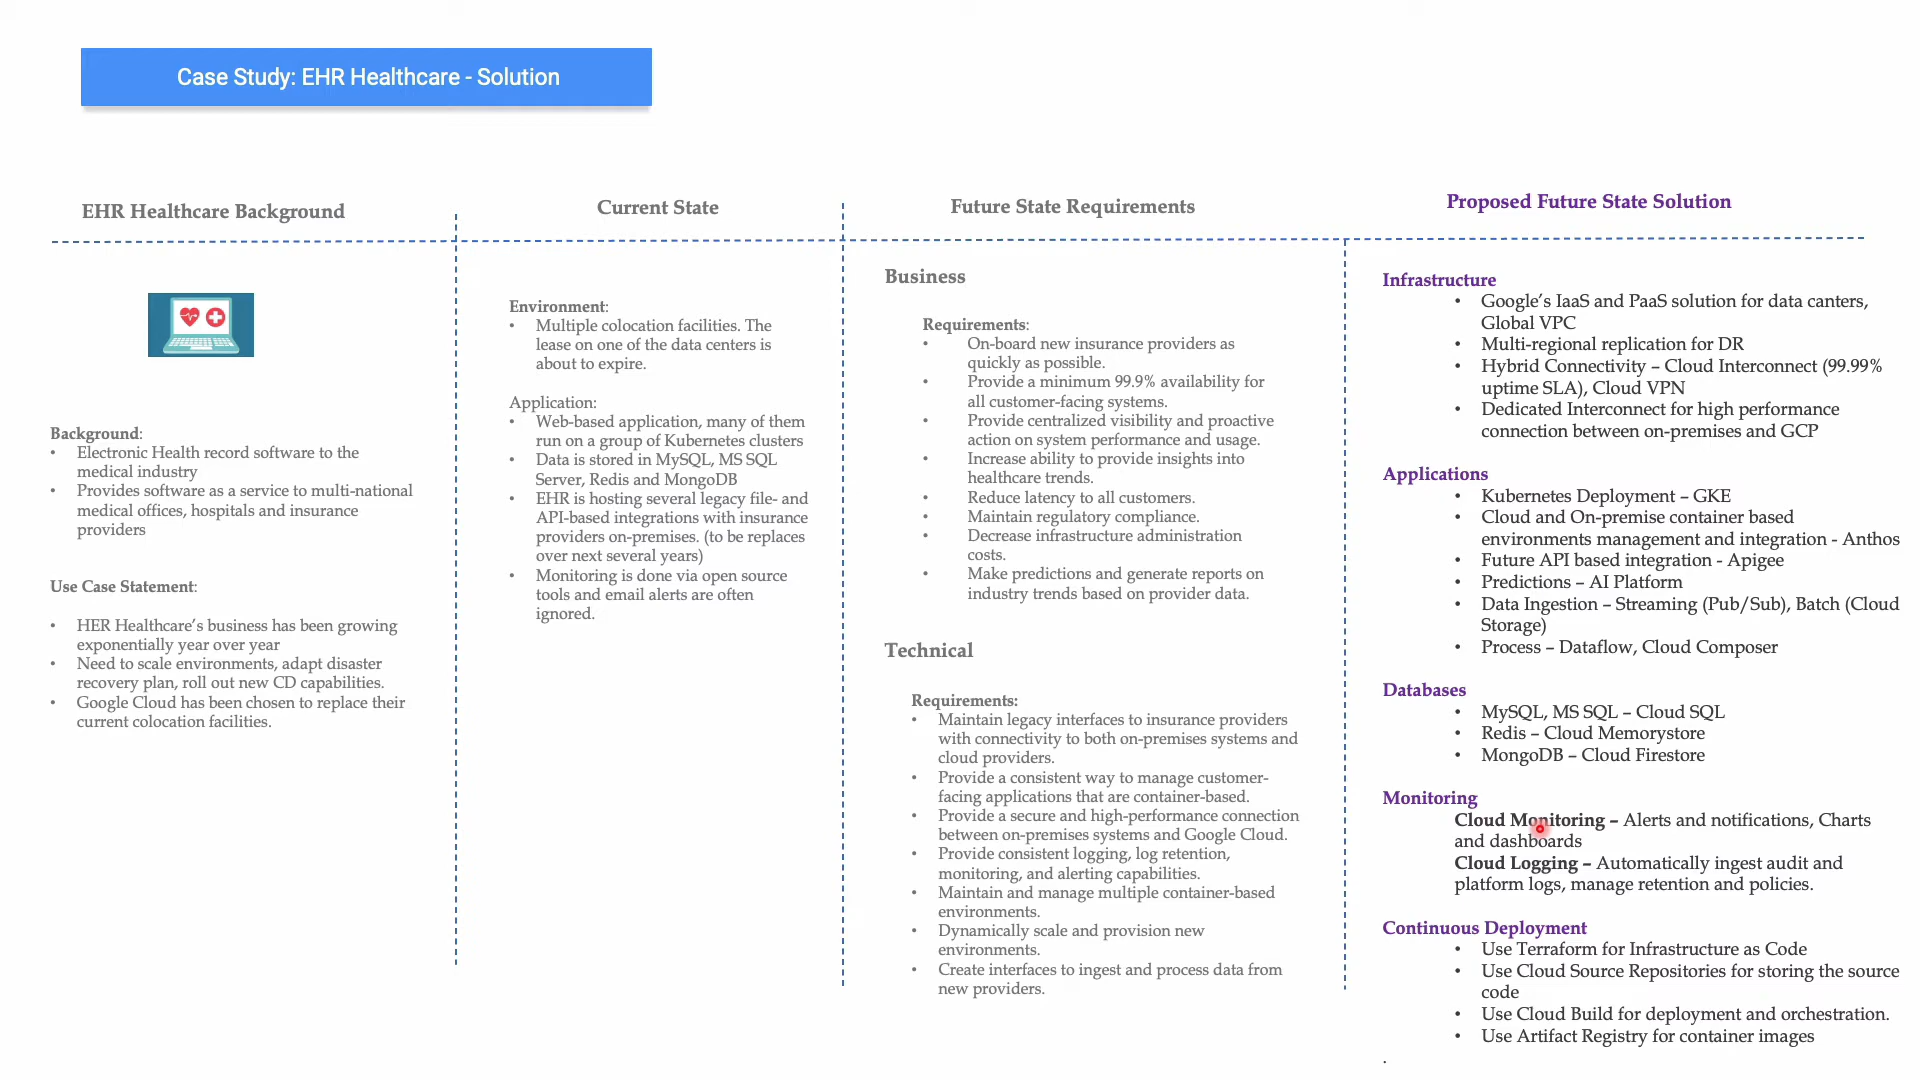 Case Study: EHR Healthcare - Solution
EHR Healthcare Background
Background:
• Electronic Health record software to the
medical industry
• Provides software as a service to multi-national
medical offices, hospitals and insurance
providers
Use Case Statement:
• HER Healthcare’s business has been growing
exponentially year over year
• Need to scale environments, adapt disaster
recovery plan, roll out new CD capabilities.
• Google Cloud has been chosen to replace their
current colocation facilities.
Current State
Environment:
• Multiple colocation facilities. The
lease on one of the data centers is
about to expire.
Application:
• Web-based application, many of them
run on a group of Kubernetes clusters
• Data is stored in MySQL, MS SQL
Server, Redis and MongoDB
• EHR is hosting several legacy file- and
API-based integrations with insurance
providers on-premises. (to be replaces
over next several years)
• Monitoring is done via open source
tools and email alerts are often
ignored.
Future State Requirements
Business
Requirements:
• On-board new insurance providers as
quickly as possible.
• Provide a minimum 99.9% availability for
all customer-facing systems.
• Provide centralized visibility and proactive
action on system performance and usage.
• Increase ability to provide insights into
healthcare trends.
• Reduce latency to all customers.
• Maintain regulatory compliance.
• Decrease infrastructure administration
costs.
• Make predictions and generate reports on
industry trends based on provider data.
Technical
Requirements:
• Maintain legacy interfaces to insurance providers
with connectivity to both on-premises systems and
cloud providers.
• Provide a consistent way to manage customer-
facing applications that are container-based.
• Provide a secure and high-performance connection
between on-premises systems and Google Cloud.
• Provide consistent logging, log retention,
monitoring, and alerting capabilities.
• Maintain and manage multiple container-based
environments.
• Dynamically scale and provision new
environments.
• Create interfaces to ingest and process data from
new providers.
Proposed Future State Solution
Infrastructure
• Google’s IaaS and PaaS solution for data canters,
Global VPC
• Multi-regional replication for DR
• Hybrid Connectivity – Cloud Interconnect (99.99%
uptime SLA), Cloud VPN
• Dedicated Interconnect for high performance
connection between on-premises and GCP
Applications
• Kubernetes Deployment – GKE
• Cloud and On-premise container based
environments management and integration - Anthos
• Future API based integration - Apigee
• Predictions – AI Platform
• Data Ingestion – Streaming (Pub/Sub), Batch (Cloud
Storage)
• Process – Dataflow, Cloud Composer
Databases
• MySQL, MS SQL – Cloud SQL
• Redis – Cloud Memorystore
• MongoDB – Cloud Firestore
Monitoring
Cloud Monitoring – Alerts and notifications, Charts
and dashboards
Cloud Logging – Automatically ingest audit and
platform logs, manage retention and policies.
Continuous Deployment
• Use Terraform for Infrastructure as Code
• Use Cloud Source Repositories for storing the source
code
• Use Cloud Build for deployment and orchestration.
• Use Artifact Registry for container images
.